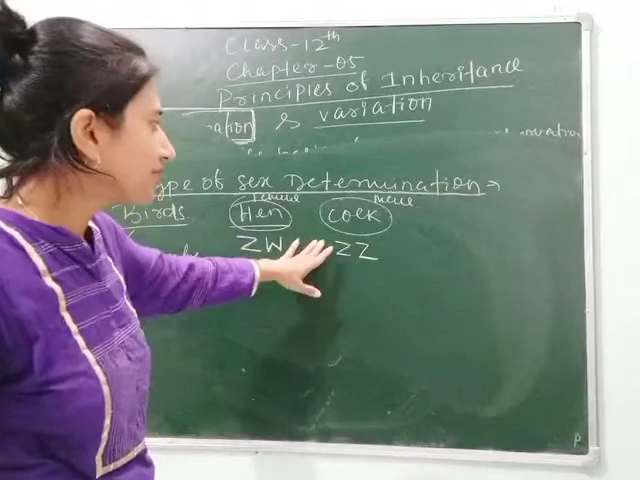 Class-12th
Chapter-05
Principles of Inheritance
& variation
ype of sex Determination →
female male
Birds. Hen Cock
ZW ZZ
P